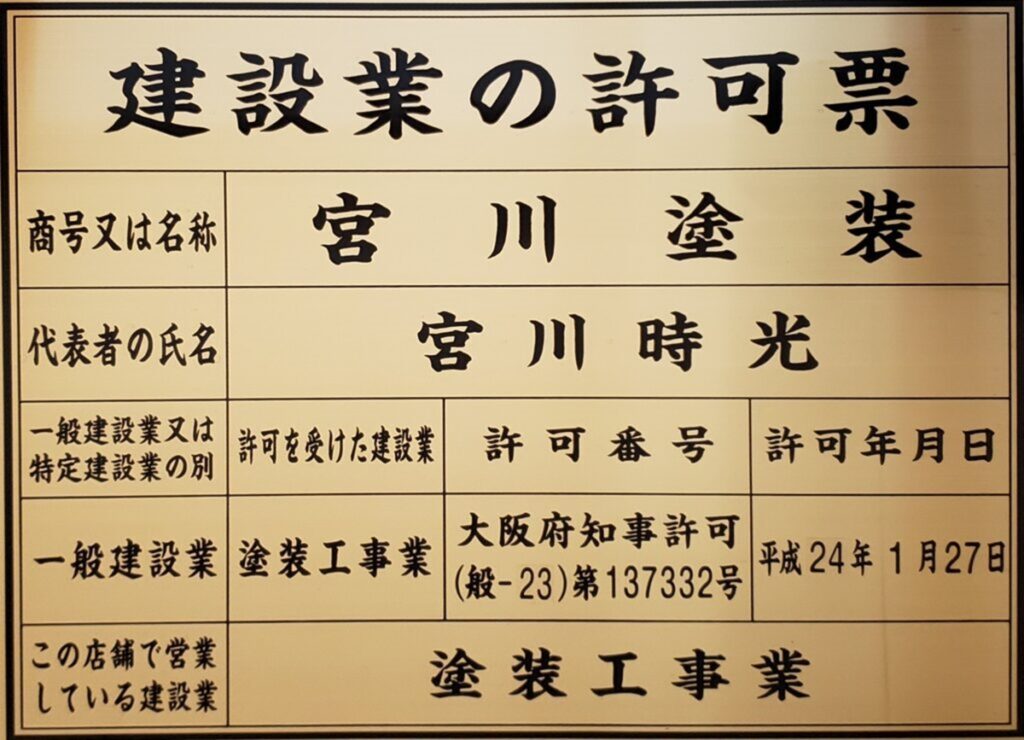 建設業の許可票
商号又は名称
宮川塗装
代表者の氏名
宮川時光
一般建設業又は
特定建設業の別
許可を受けた建設業
許可番号
許可年月日
一般建設業
塗装工事業
大阪府知事許可
(般-23)第137332号
平成24年1月27日
この店舗で営業
している建設業
塗装工事業